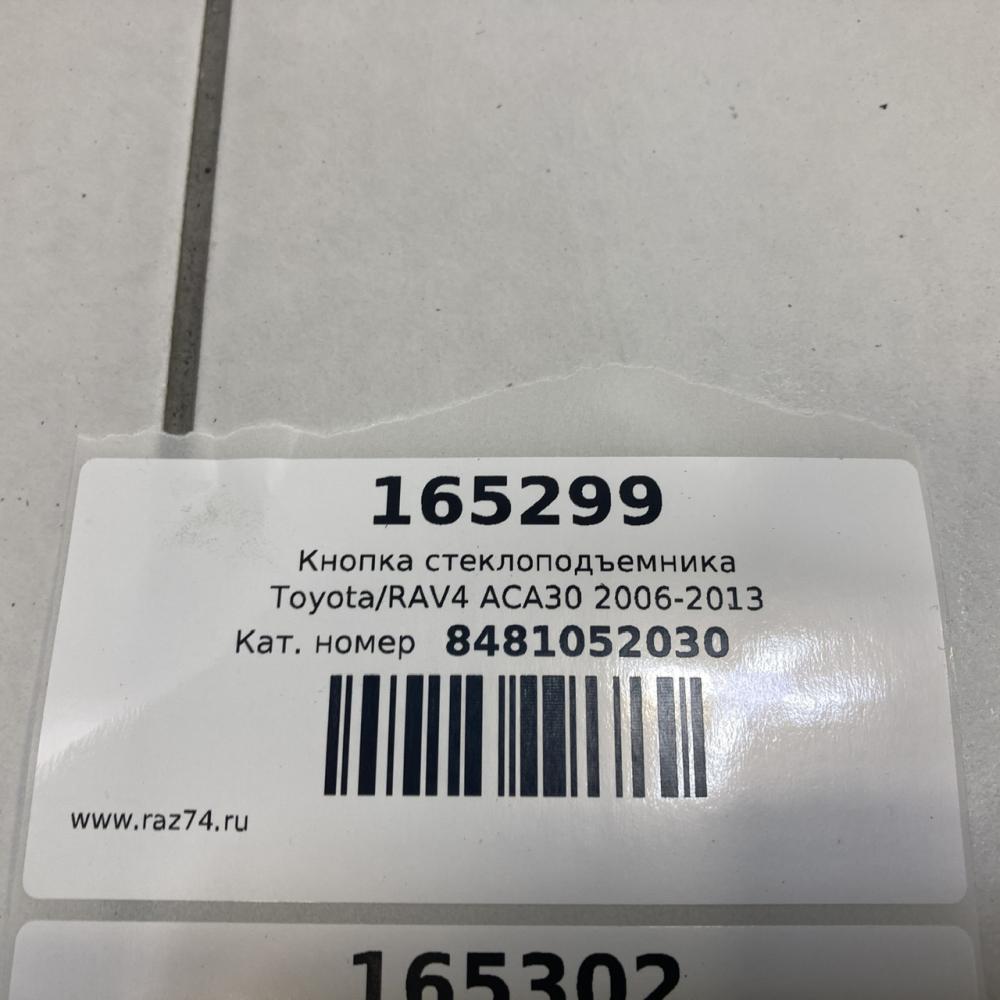 165299
Кнопка стеклоподъемника
Toyota/RAV4 ACA30 2006-2013
Кат. номер 8481052030
www.raz74.ru
165302